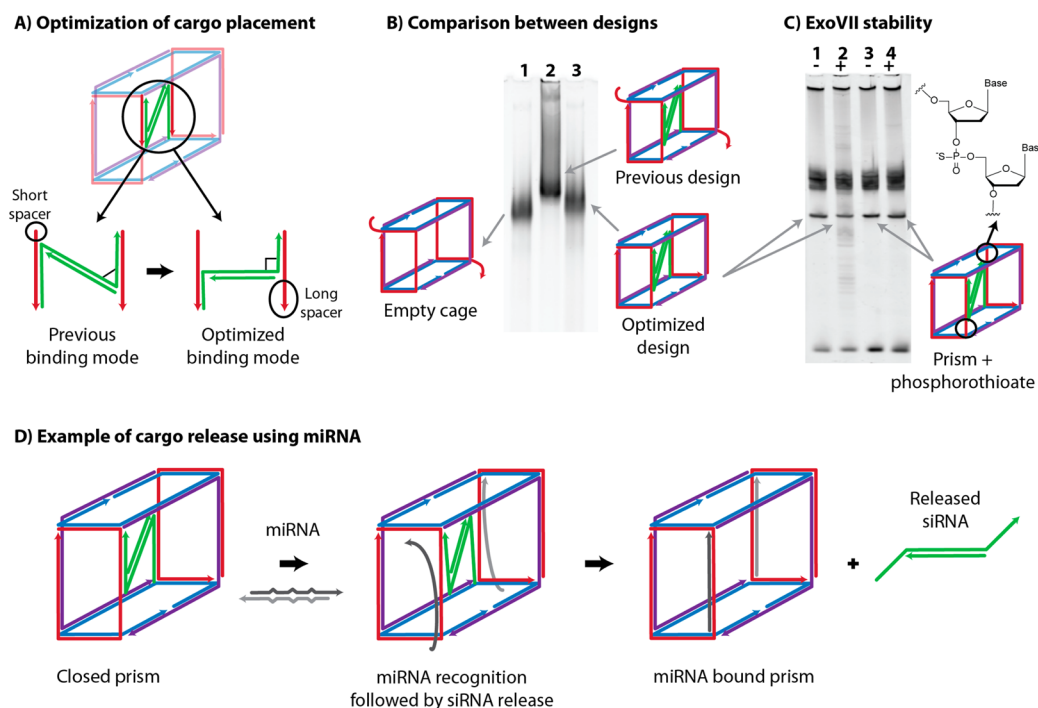 A) Optimization of cargo placement
Short
spacer
Long
spacer
Previous
binding mode
Optimized
binding mode
B) Comparison between designs
1 2 3
Previous design
Empty cage
Optimized
design
C) ExoVII stability
1 2 3 4
- + - +
Base
O
O
O
-S-P-O
O
Bas
O
O
Prism +
phosphorothioate
D) Example of cargo release using miRNA
miRNA
Released
siRNA
+
Closed prism
miRNA recognition
followed by siRNA release
miRNA bound prism